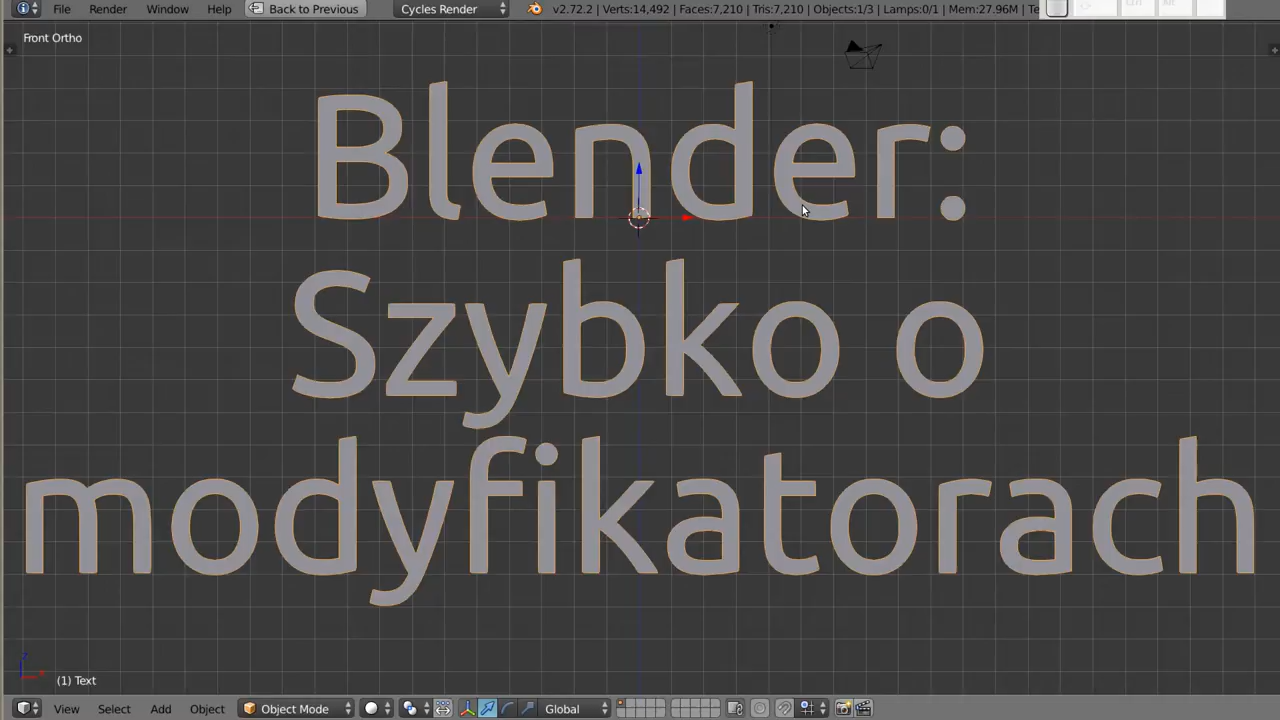 File Render Window Help Back to Previous Cycles Render v2.72.2 | Verts:14,492 | Faces:7,210 | Tris:7,210 | Objects:1/3 | Lamps:0/1 | Mem:27.96M | Te
Front Ortho
Blender:
Szybko o
modyfikatorach
(1) Text
View Select Add Object Object Mode Global